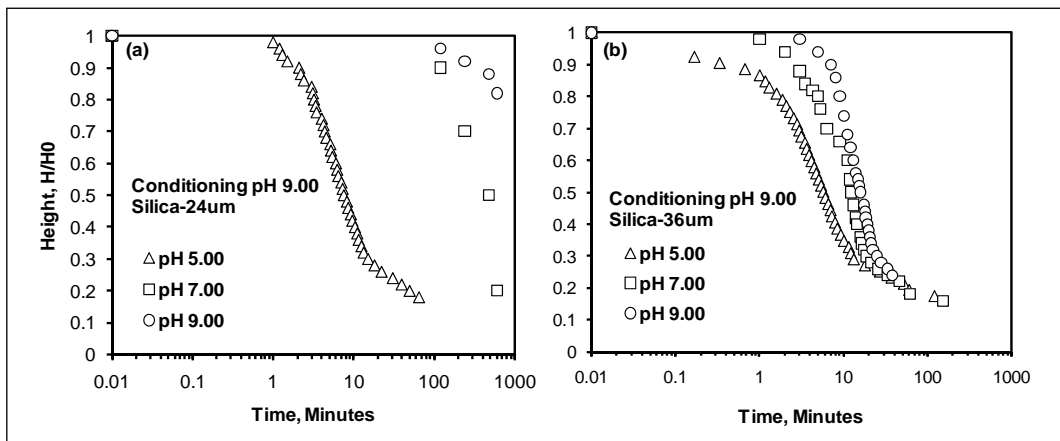 (a)
Height, H/H0
1
0.9
0.8
0.7
0.6
0.5
0.4
0.3
0.2
0.1
0
Conditioning pH 9.00
Silica-24um
pH 5.00
pH 7.00
pH 9.00
0.01 0.1 1 10 100 1000
Time, Minutes
(b)
1
0.9
0.8
0.7
0.6
0.5
0.4
0.3
0.2
0.1
0
Conditioning pH 9.00
Silica-36um
pH 5.00
pH 7.00
pH 9.00
0.01 0.1 1 10 100 1000
Time, Minutes